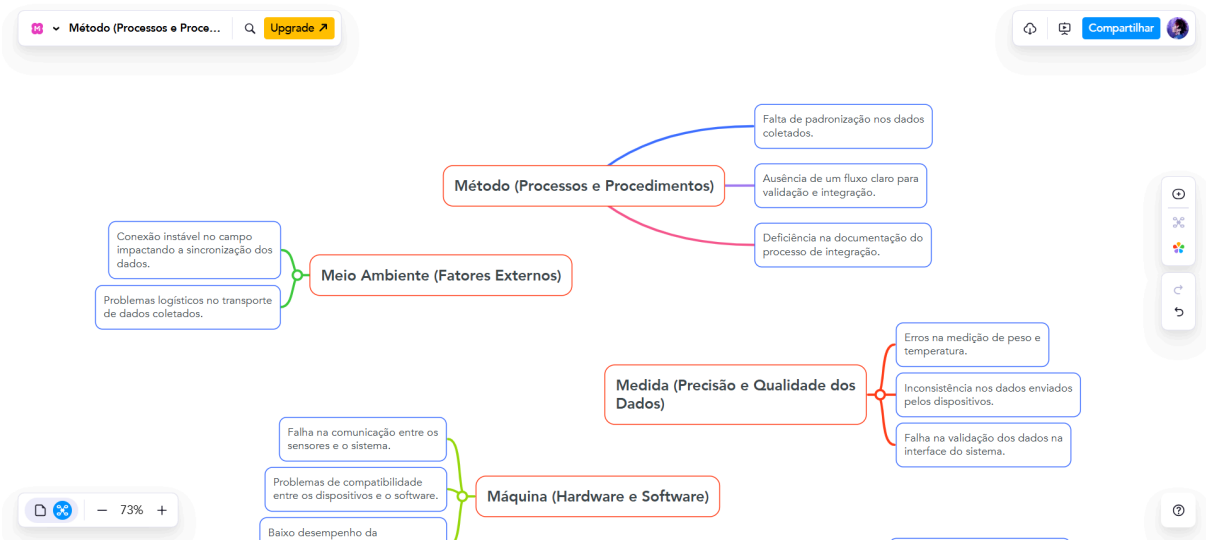 Método (Processos e Proce...
Upgrade
Compartilhar
Falta de padronização nos dados
coletados.
Método (Processos e Procedimentos)
Ausência de um fluxo claro para
validação e integração.
Deficiência na documentação do
processo de integração.
Conexão instável no campo
impactando a sincronização dos
dados.
Meio Ambiente (Fatores Externos)
Problemas logísticos no transporte
de dados coletados.
Erros na medição de peso e
temperatura.
Medida (Precisão e Qualidade dos
Dados)
Inconsistência nos dados enviados
pelos dispositivos.
Falha na validação dos dados na
interface do sistema.
Falha na comunicação entre os
sensores e o sistema.
Problemas de compatibilidade
entre os dispositivos e o software.
Máquina (Hardware e Software)
Baixo desempenho da
73%